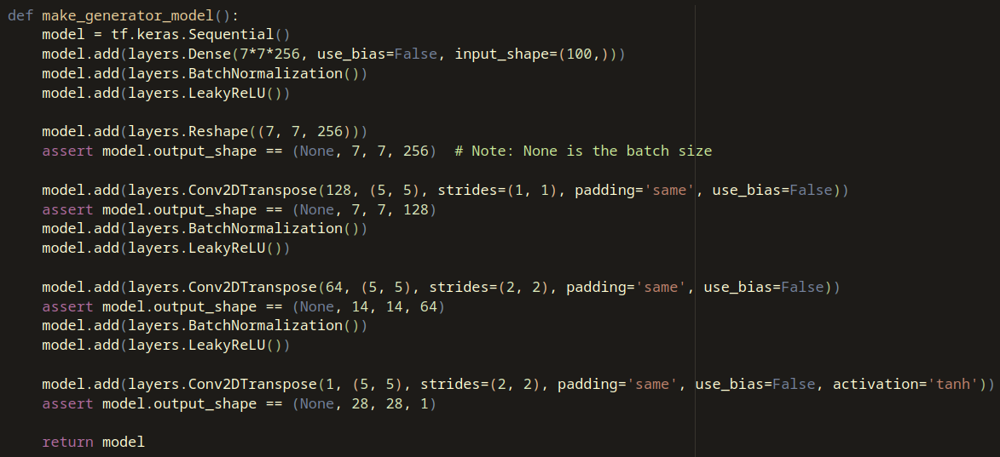 def make_generator_model():
    model = tf.keras.Sequential()
    model.add(layers.Dense(7*7*256, use_bias=False, input_shape=(100,)))
    model.add(layers.BatchNormalization())
    model.add(layers.LeakyReLU())

    model.add(layers.Reshape((7, 7, 256)))
    assert model.output_shape == (None, 7, 7, 256)  # Note: None is the batch size

    model.add(layers.Conv2DTranspose(128, (5, 5), strides=(1, 1), padding='same', use_bias=False))
    assert model.output_shape == (None, 7, 7, 128)
    model.add(layers.BatchNormalization())
    model.add(layers.LeakyReLU())

    model.add(layers.Conv2DTranspose(64, (5, 5), strides=(2, 2), padding='same', use_bias=False))
    assert model.output_shape == (None, 14, 14, 64)
    model.add(layers.BatchNormalization())
    model.add(layers.LeakyReLU())

    model.add(layers.Conv2DTranspose(1, (5, 5), strides=(2, 2), padding='same', use_bias=False, activation='tanh'))
    assert model.output_shape == (None, 28, 28, 1)

    return model